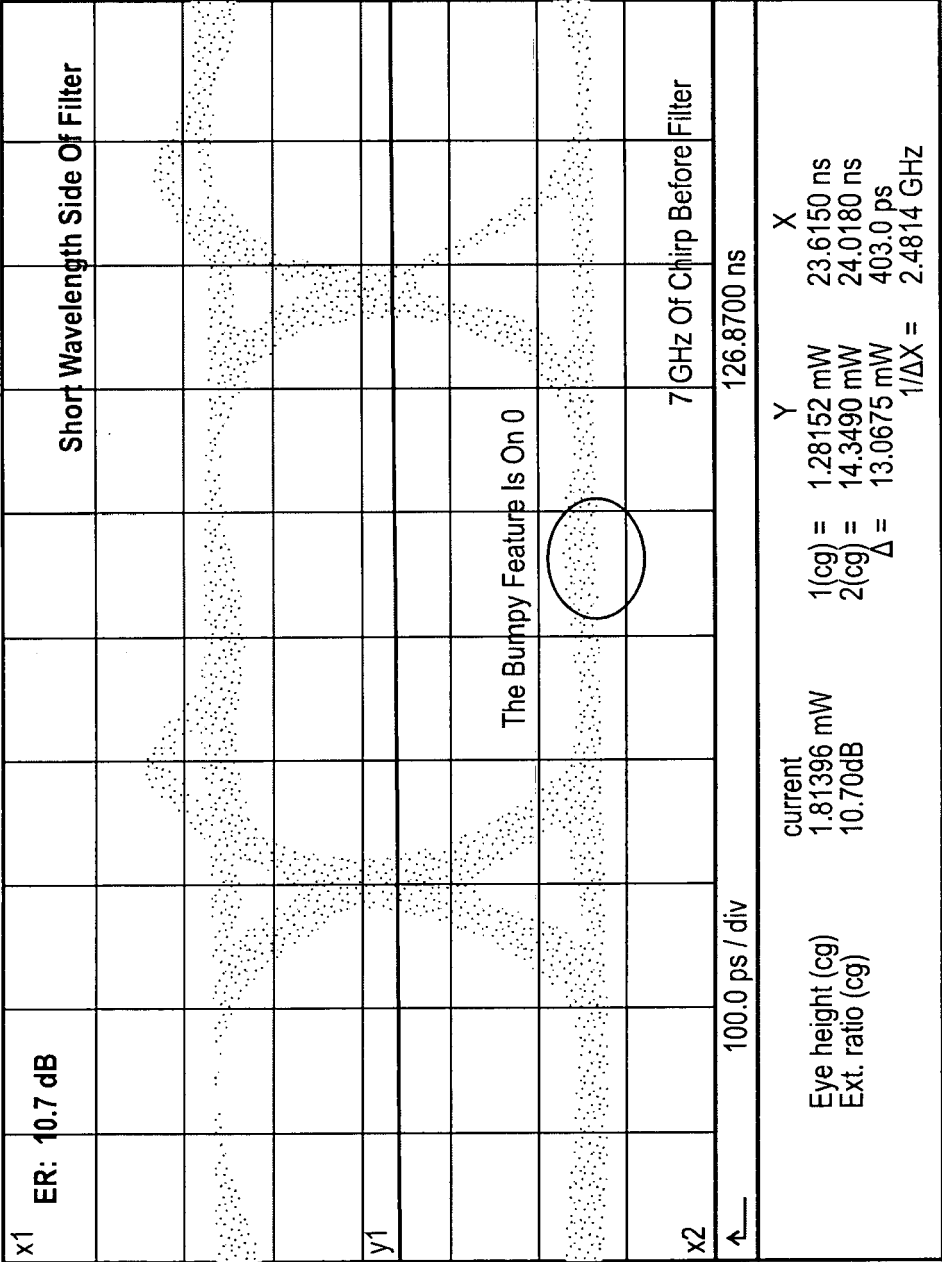 x1
ER: 10.7 dB
Short Wavelength Side Of Filter
y1
The Bumpy Feature Is On 0
x2
7 GHz Of Chirp Before Filter
100.0 ps / div
126.8700 ns
current
Y X
Eye height (cg) 1.81396 mW 1(cg) = 1.28152 mW 23.6150 ns
Ext. ratio (cg) 10.70dB 2(cg) = 14.3490 mW 24.0180 ns
Δ = 13.0675 mW 403.0 ps
1/ΔX = 2.4814 GHz